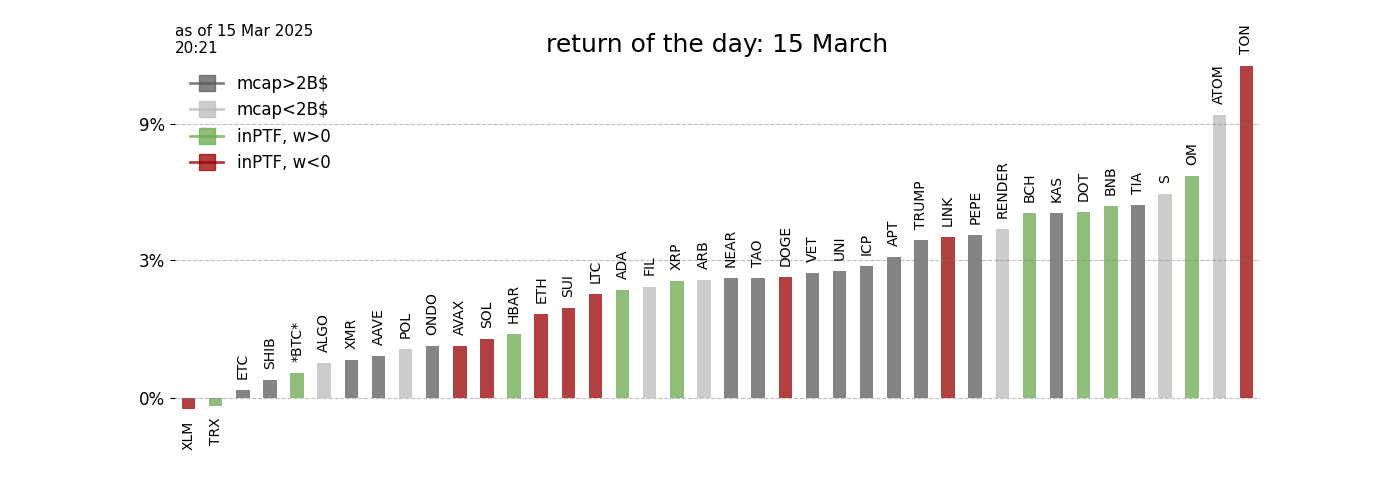 as of 15 Mar 2025
20:21
return of the day: 15 March
mcap>2B$
mcap<2B$
inPTF, w>0
inPTF, w<0
9%
3%
0%
XLM
TRX
ETC
SHIB
*BTC*
ALGO
XMR
AAVE
POL
ONDO
AVAX
SOL
HBAR
ETH
SUI
LTC
ADA
FIL
XRP
ARB
NEAR
TAO
DOGE
VET
UNI
ICP
APT
TRUMP
LINK
PEPE
RENDER
BCH
KAS
DOT
BNB
TIA
S
OM
ATOM
TON